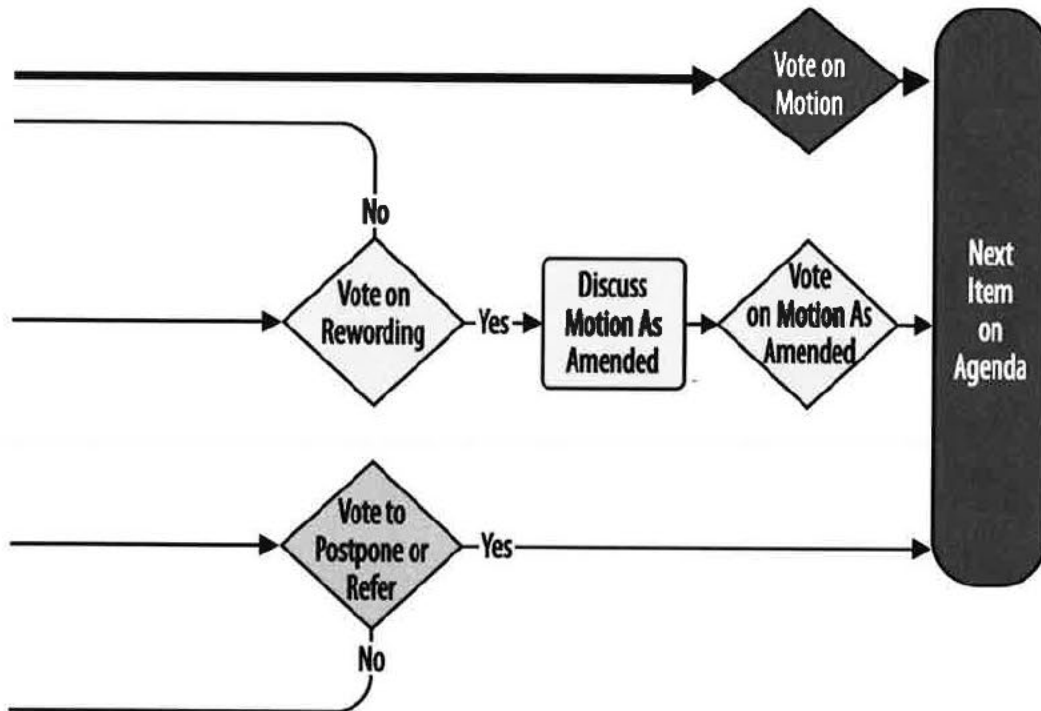 Vote on
Motion
No
Vote on
Rewording
Yes
Discuss
Motion As
Amended
Vote
on Motion As
Amended
Next
Item
on
Agenda
Vote to
Postpone or
Refer
Yes
No